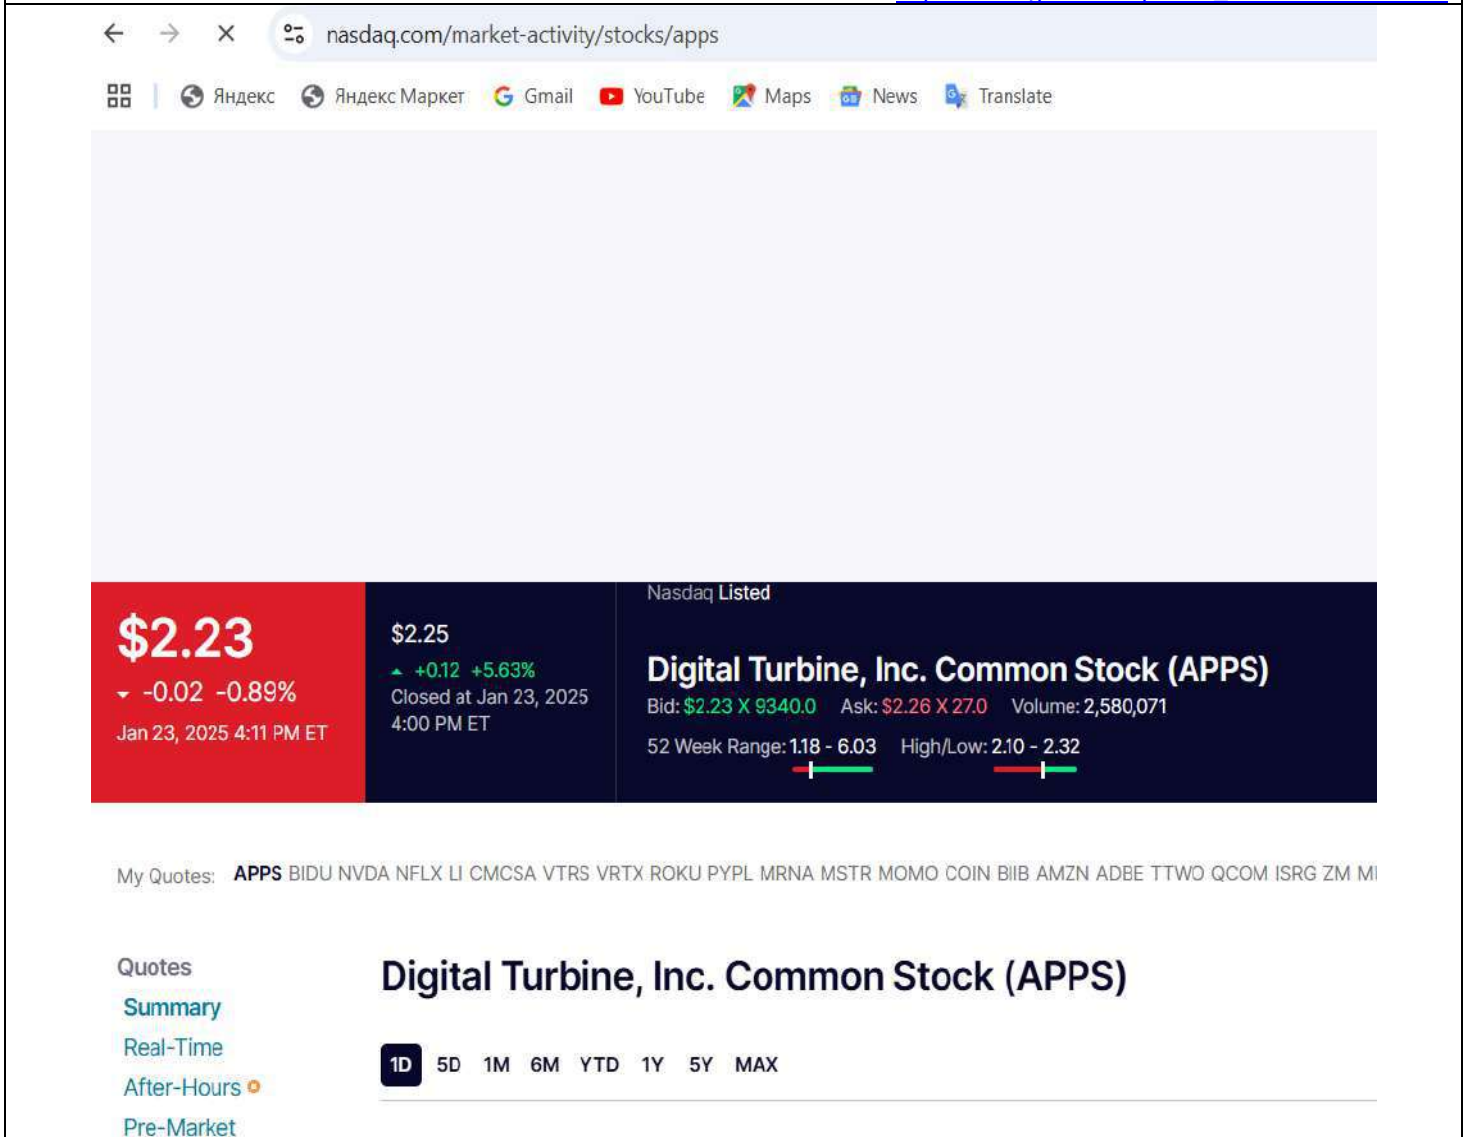 nasdaq.com/market-activity/stocks/apps
Яндекс Яндекс Маркет Gmail YouTube Maps News Translate
Nasdaq Listed
$2.23
-0.02 -0.89%
Jan 23, 2025 4:11 PM ET
$2.25
+0.12 +5.63%
Closed at Jan 23, 2025
4:00 PM ET
Digital Turbine, Inc. Common Stock (APPS)
Bid: $2.23 X 9340.0 Ask: $2.26 X 27.0 Volume: 2,580,071
52 Week Range: 1.18 - 6.03 High/Low: 2.10 - 2.32
My Quotes: APPS BIDU NVDA NFLX LI CMCSA VTRS VRTX ROKU PYPL MRNA MSTR MOMO COIN BIIB AMZN ADBE TTWO QCOM ISRG ZM
Quotes
Summary
Real-Time
After-Hours
Pre-Market
Digital Turbine, Inc. Common Stock (APPS)
1D 5D 1M 6M YTD 1Y 5Y MAX